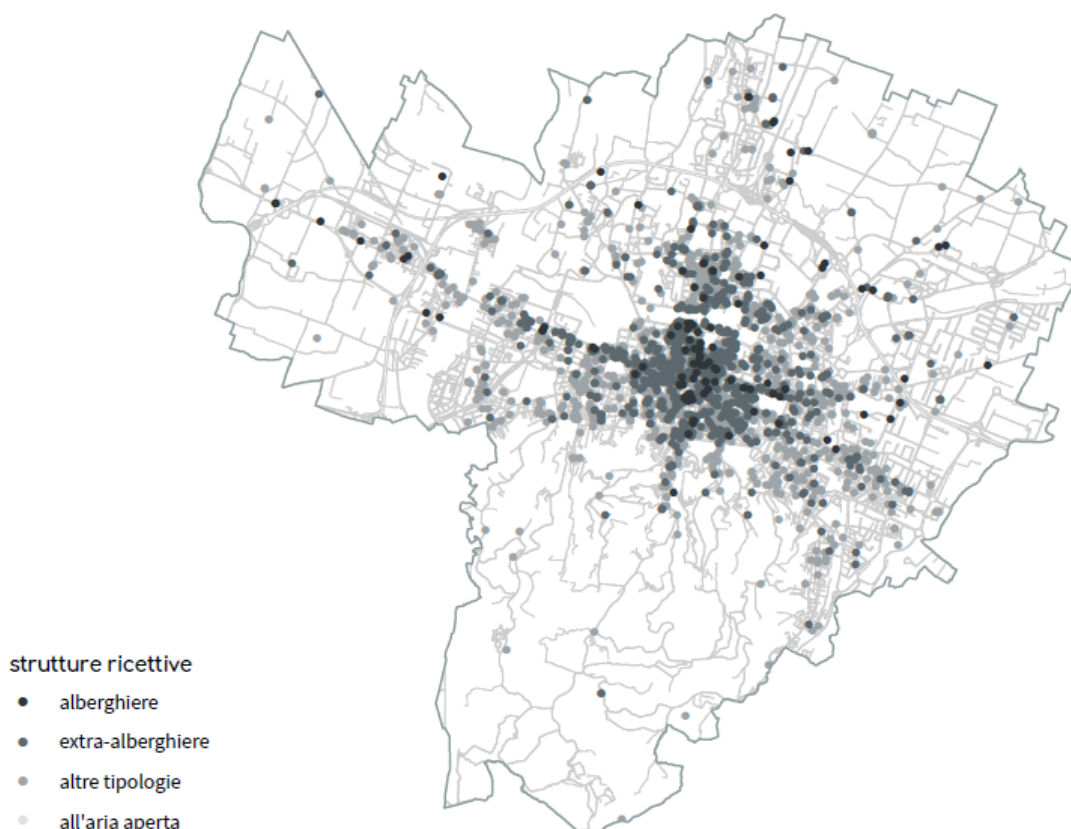 strutture ricettive
alberghiere
extra-alberghiere
altre tipologie
all'aria aperta